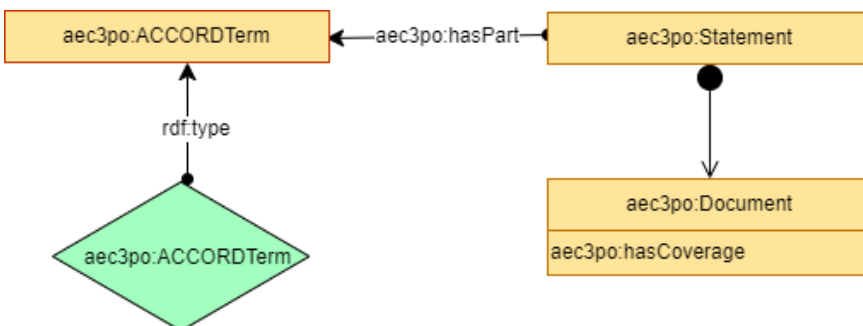 aec3po:ACCORDTerm
aec3po:hasPart
aec3po:Statement
rdf:type
aec3po:Document
aec3po:ACCORDTerm
aec3po:hasCoverage